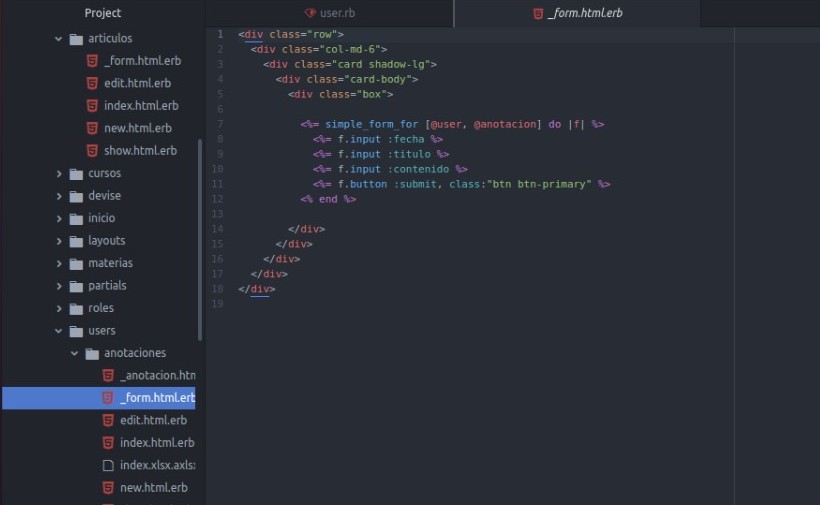 Project
articulos
_form.html.erb
edit.html.erb
index.html.erb
new.html.erb
show.html.erb
cursos
devise
inicio
layouts
materias
partials
roles
users
anotaciones
_anotacion.htm
_form.html.erb
edit.html.erb
index.html.erb
index.xlsx.axlsx
new.html.erb
user.rb
_form.html.erb
1 <div class="row">
2 <div class="col-md-6">
3 <div class="card shadow-lg">
4 <div class="card-body">
5 <div class="box">
6
7 <%= simple_form_for [@user, @anotacion] do |f| %>
8 <%= f.input :fecha %>
9 <%= f.input :titulo %>
10 <%= f.input :contenido %>
11 <%= f.button :submit, class:"btn btn-primary" %>
12 <% end %>
13
14 </div>
15 </div>
16 </div>
17 </div>
18 </div>
19